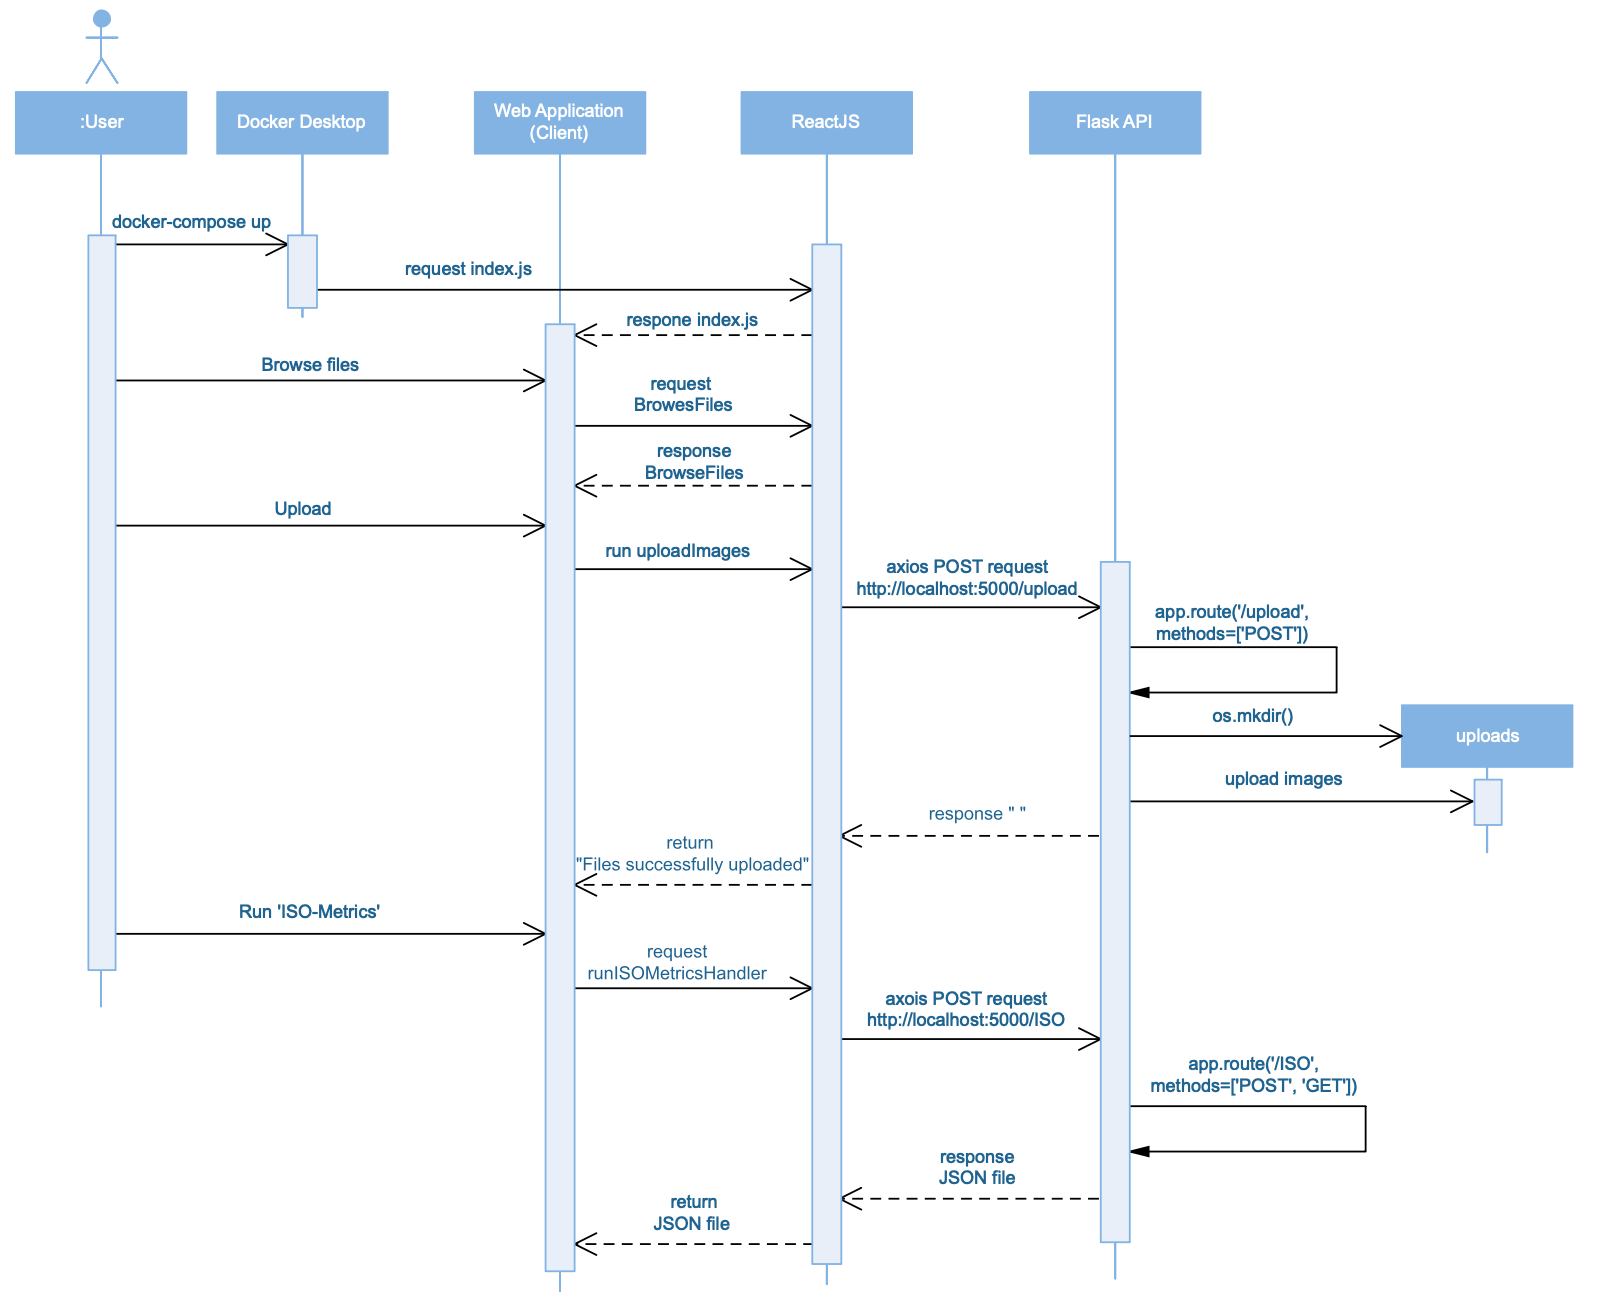 :User
Docker Desktop
Web Application
(Client)
ReactJS
Flask API
docker-compose up
request index.js
respone index.js
Browse files
request
BrowesFiles
response
BrowseFiles
Upload
run uploadImages
axios POST request
http://localhost:5000/upload
app.route('/upload',
methods=['POST'])
os.mkdir()
uploads
upload images
response " "
return
"Files successfully uploaded"
Run 'ISO-Metrics'
request
runISOMetricsHandler
axois POST request
http://localhost:5000/ISO
app.route('/ISO',
methods=['POST', 'GET'])
response
JSON file
return
JSON file